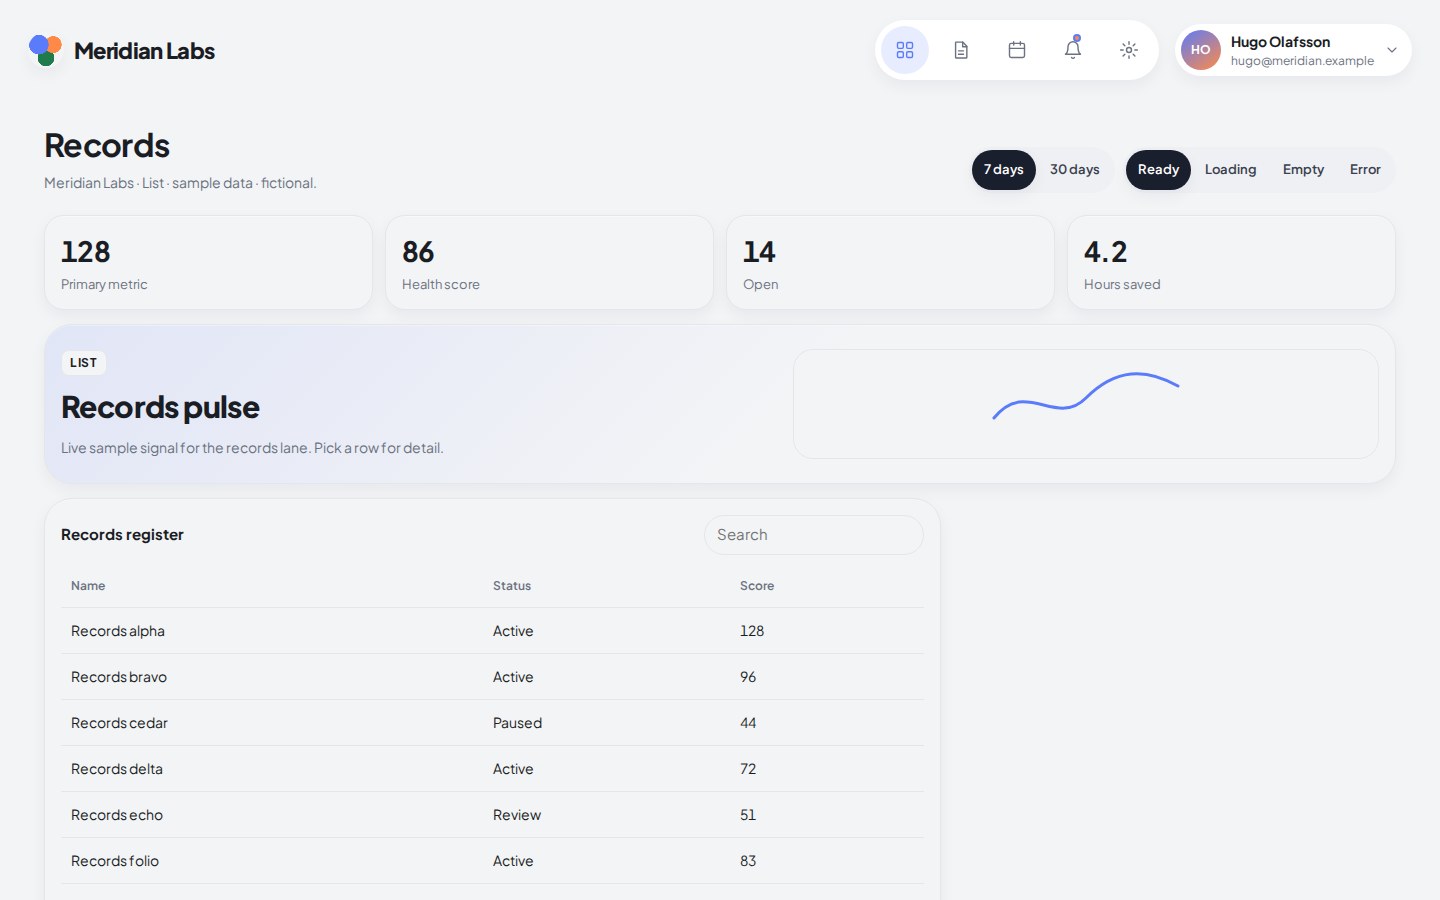 Meridian Labs
HO
Hugo Olafsson
hugo@meridian.example
Records
Meridian Labs · List · sample data · fictional.
7 days
30 days
Ready
Loading
Empty
Error
128
Primary metric
86
Health score
14
Open
4.2
Hours saved
LIST
Records pulse
Live sample signal for the records lane. Pick a row for detail.
Records register
Search
Name Status Score
Records alpha Active 128
Records bravo Active 96
Records cedar Paused 44
Records delta Active 72
Records echo Review 51
Records folio Active 83